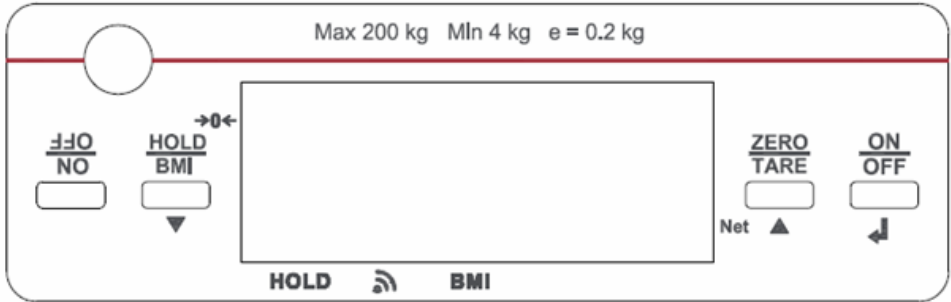 Max 200 kg MIn 4 kg e = 0.2 kg
→0←
OFF
NO
HOLD
BMI
ZERO
TARE
ON
OFF
Net
HOLD BMI